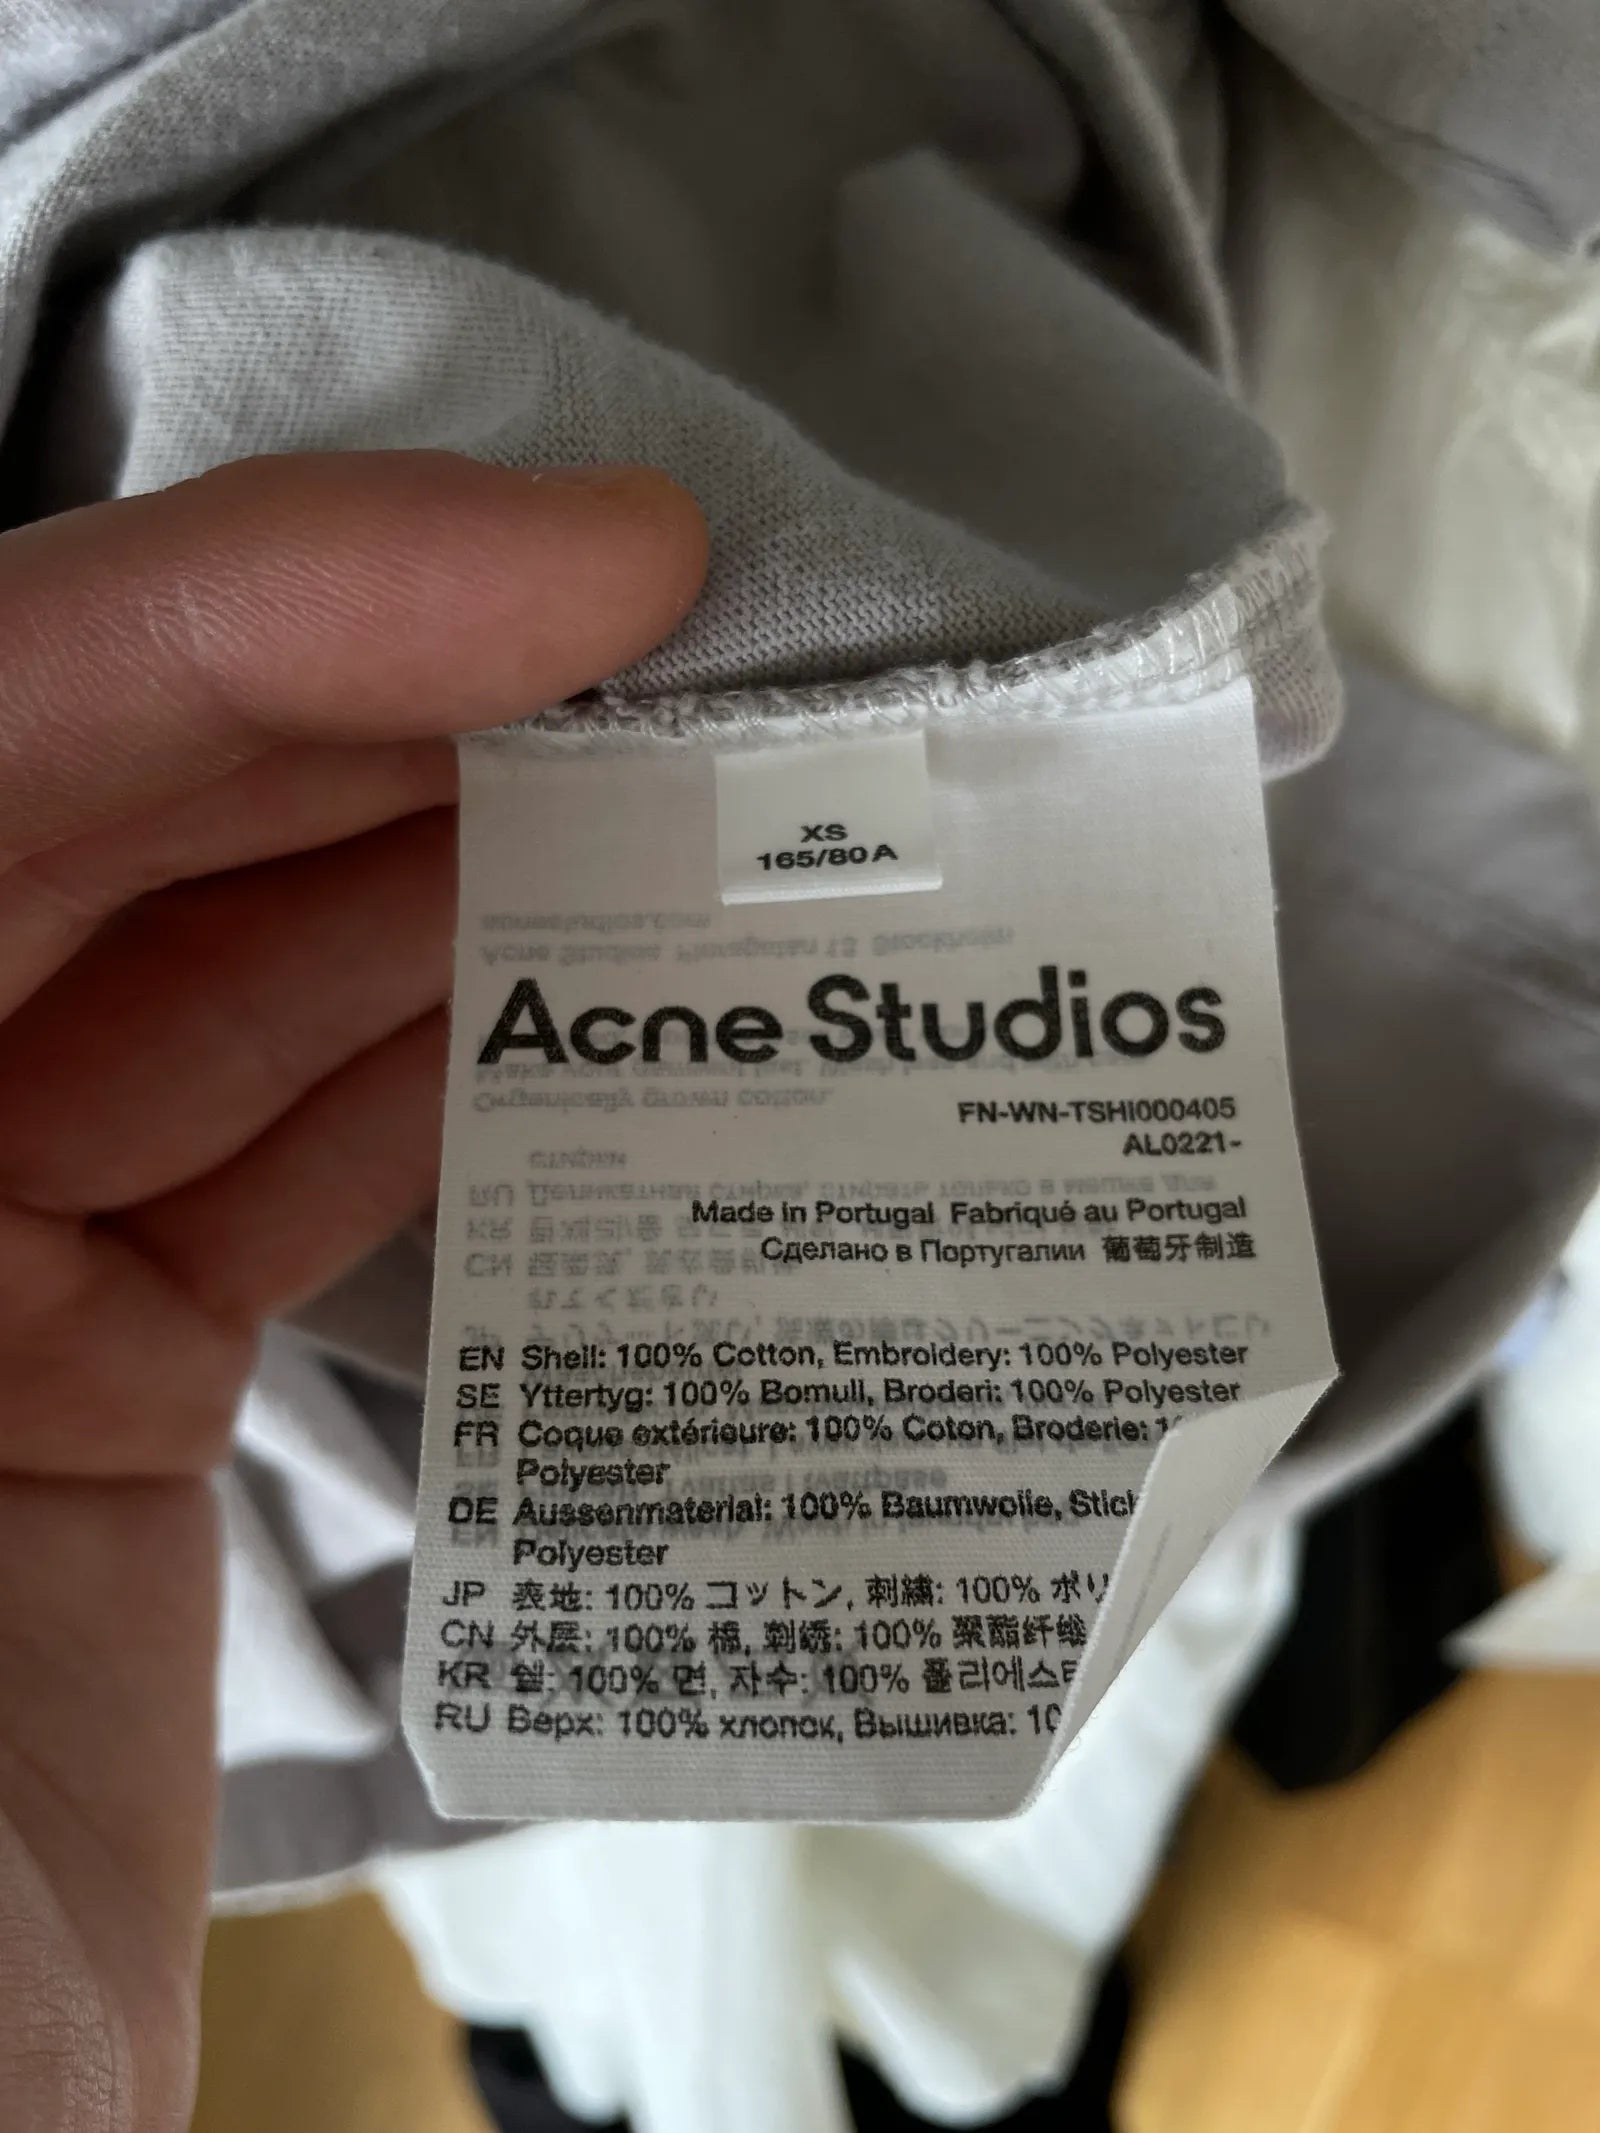 XS
165/80A
Acne Studios
FN-WN-TSHI000405
AL0221-
Made in Portugal Fabriqué au Portugal
Сделано в Португалии 葡萄牙制造
EN Shell: 100% Cotton, Embroidery: 100% Polyester
SE Yttertyg: 100% Bomull, Broderi: 100% Polyester
FR Coque extérieure: 100% Coton, Broderie:
Polyester
DE Aussenmaterial: 100% Baumwolle,
Polyester
JP 表地: 100% コットン, 刺繍: 100%
CN 外层: 100% 棉, 刺绣: 100% 聚酯纤维
KR 쉘: 100% 면, 자수: 100%
RU Верх: 100% хлопок, Вышивка: